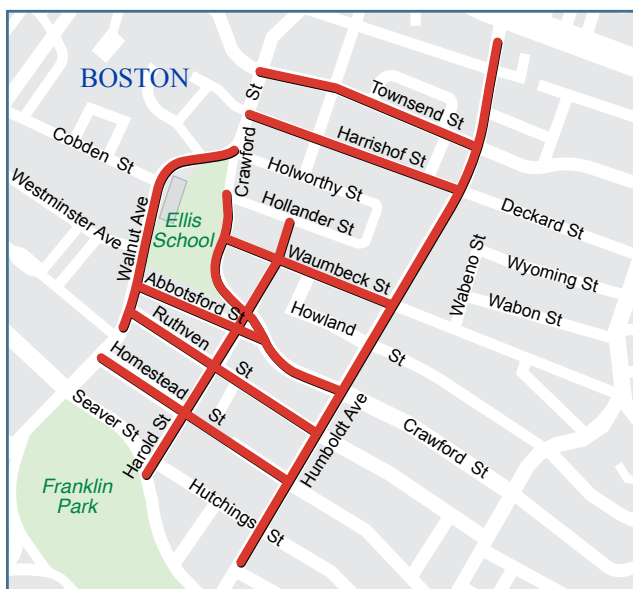 BOSTON
Townsend St
Crawford St
Harrishof St
Cobden St
Holworthy St
Westminster Ave
Hollander St
Deckard St
Walnut Ave
Ellis
School
Waumbeck St
Wabeno St
Wyoming St
Abbotsford St
Wabon St
Howland St
Ruthven St
Homestead St
Humboldt Ave
Seaver St
Harold St
Crawford St
Franklin
Park
Hutchings St